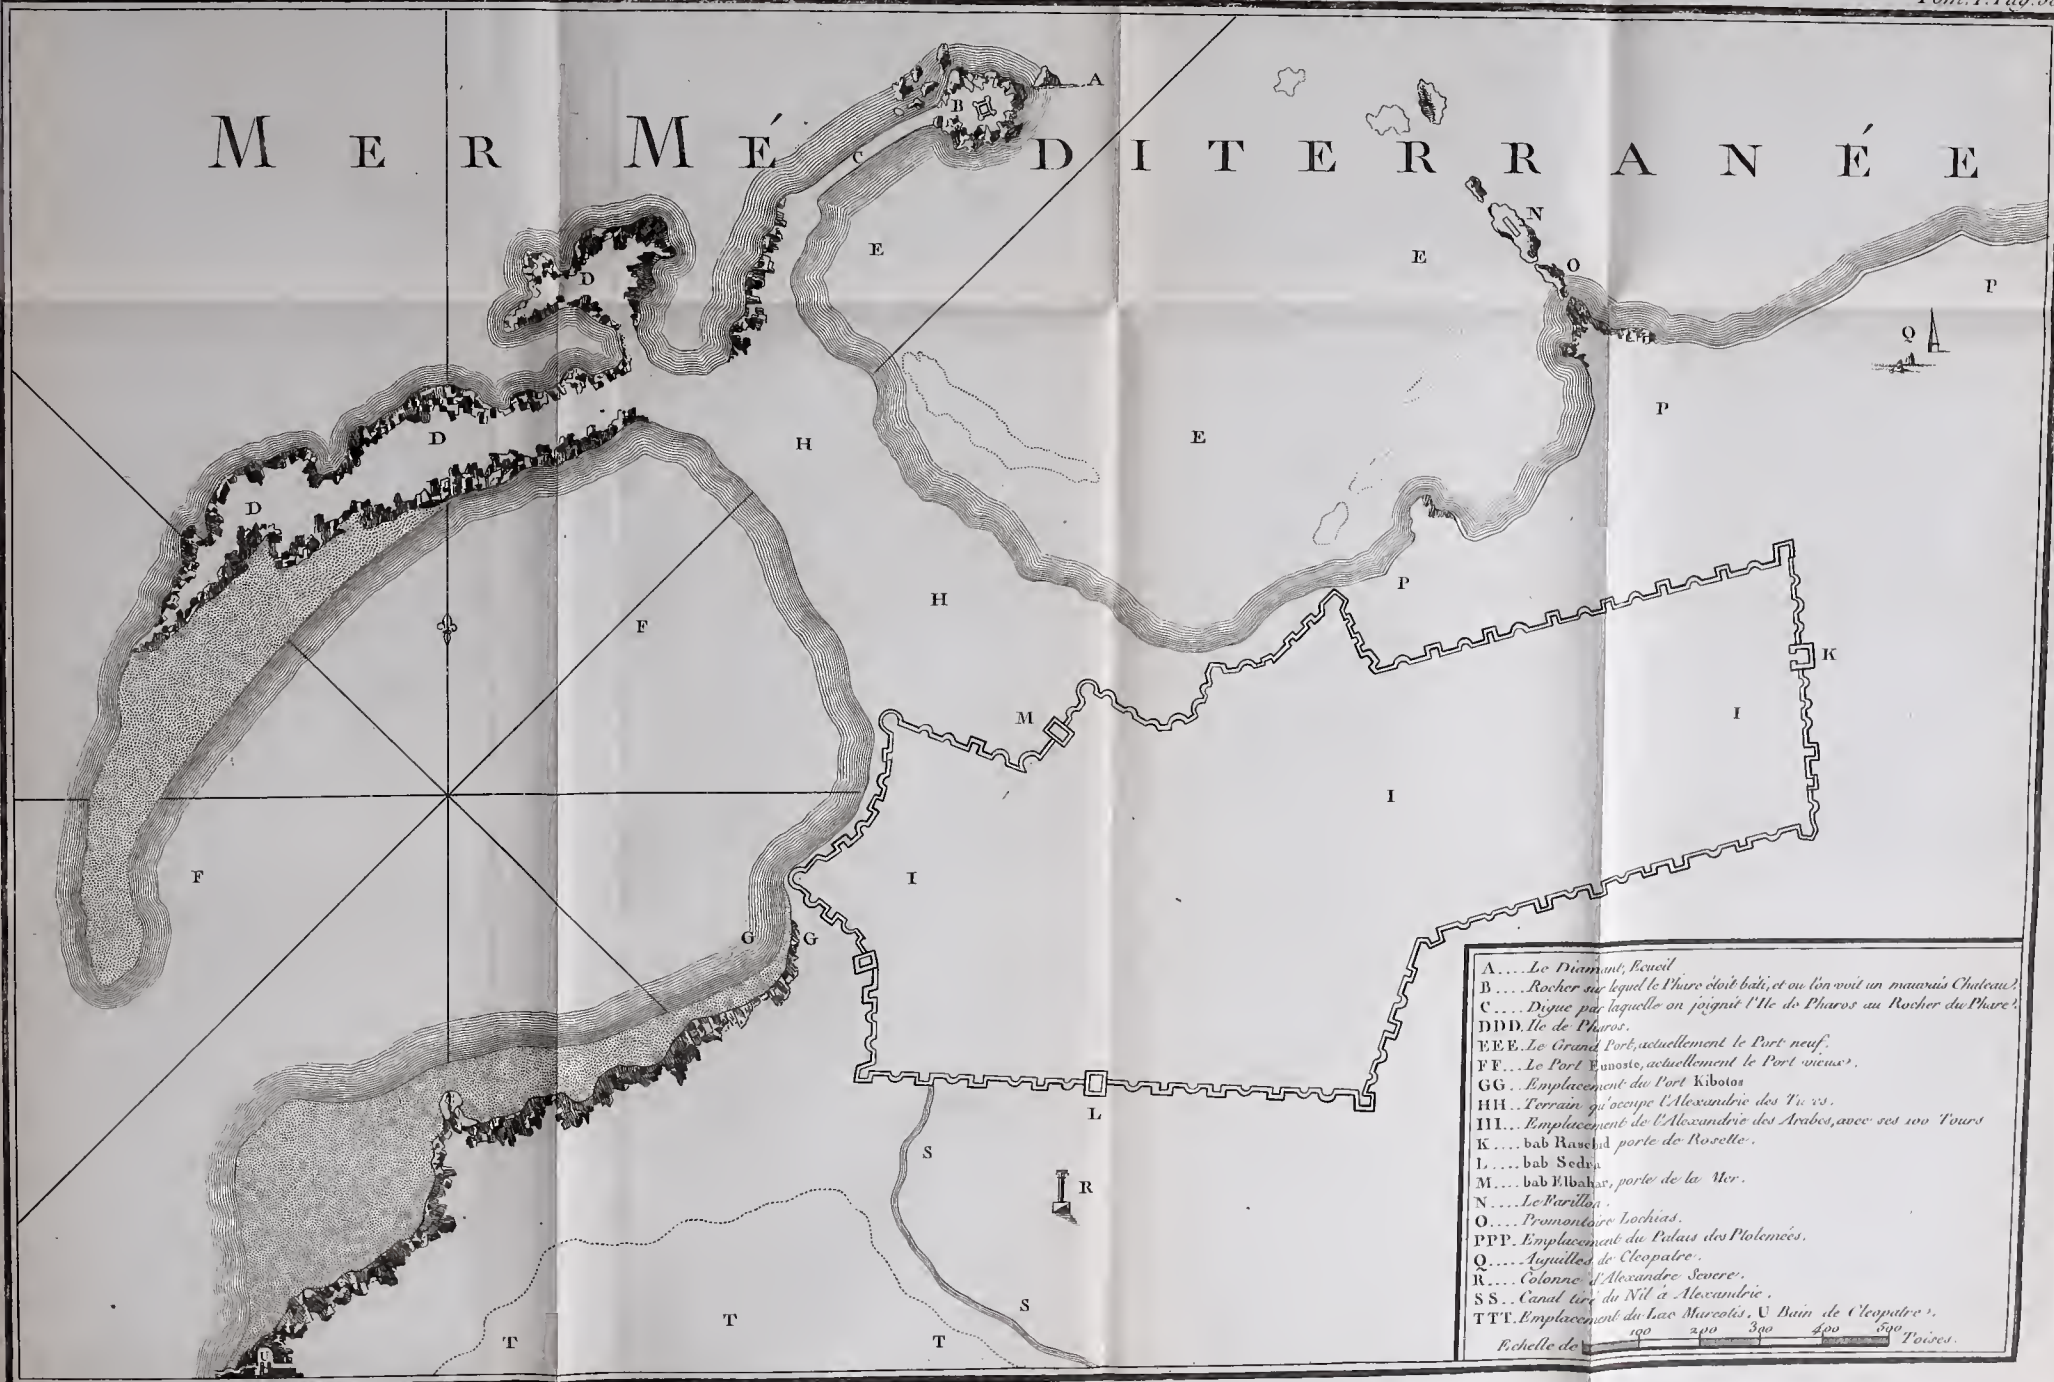 Tom. I. Pag.
MER MÉDITERRANÉE
A
B
C
D
E
E
N
O
P
Q
D
D
H
E
P
D
F
H
P
K
M
I
I
F
I
G G
L
S
R
S
T
T
T
U
A....Le Diamant, Ecueil
B....Rocher sur lequel le Phare étoit bâti, et ou l'on voit un mauvais Chateau.
C....Digue par laquelle on joignit l'Ile de Pharos au Rocher du Phare.
DDD. Ile de Pharos.
EEE. Le Grand Port, actuellement le Port neuf.
FF...Le Port Eunoste, actuellement le Port vieux.
GG..Emplacement du Port Kibotos
HH..Terrain qu'occupe l'Alexandrie des Turcs.
III...Emplacement de l'Alexandrie des Arabes, avec ses 100 Tours
K....bab Raschid porte de Rosette.
L....bab Sedra
M....bab Elbahar, porte de la Mer.
N....Le Farillon.
O....Promontoire Lochias.
PPP. Emplacement du Palais des Ptolemées.
Q.....Aiguilles de Cleopatre.
R....Colonne d'Alexandre Severe.
SS..Canal tiré du Nil à Alexandrie.
TTT. Emplacement du Lac Mareotis. U Bain de Cleopatre.
Echelle de 100 200 300 400 500 Toises.